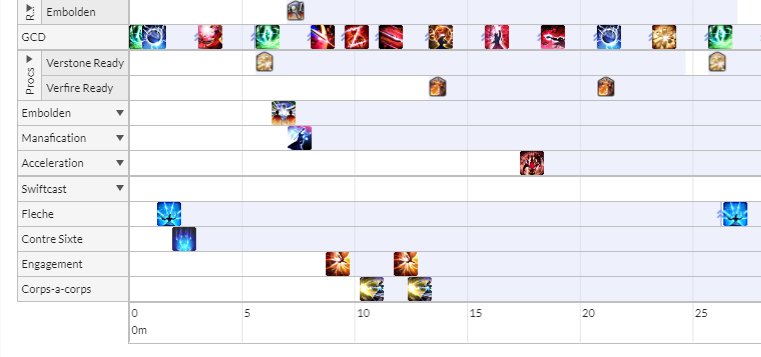 R...
Embolden
GCD
Procs
Verstone Ready
Verfire Ready
Embolden
Manafication
Acceleration
Swiftcast
Fleche
Contre Sixte
Engagement
Corps-a-corps
0 5 10 15 20 25
0m